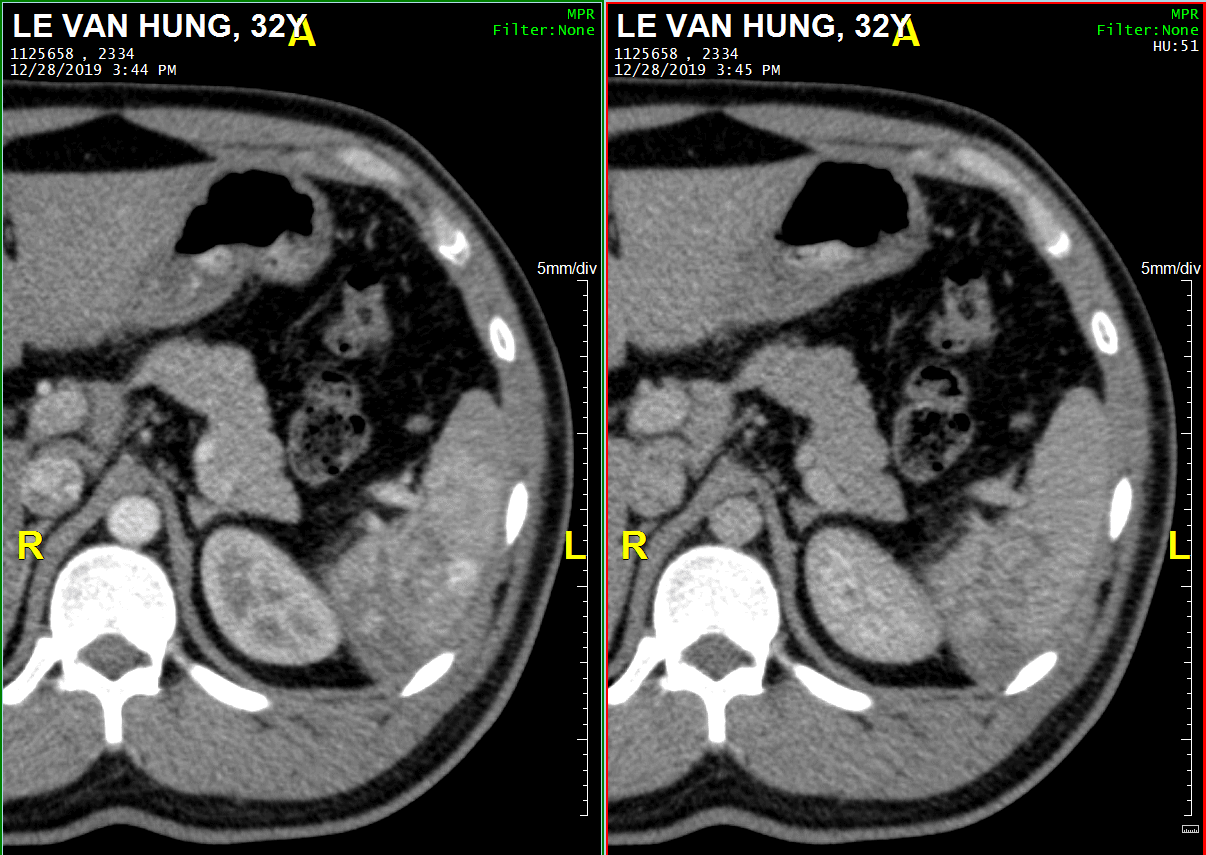 LE VAN HUNG, 32Y
A
MPR
Filter:None
1125658 , 2334
12/28/2019 3:44 PM
5mm/div
R
L
LE VAN HUNG, 32Y
A
MPR
Filter:None
HU:51
1125658 , 2334
12/28/2019 3:45 PM
5mm/div
R
L